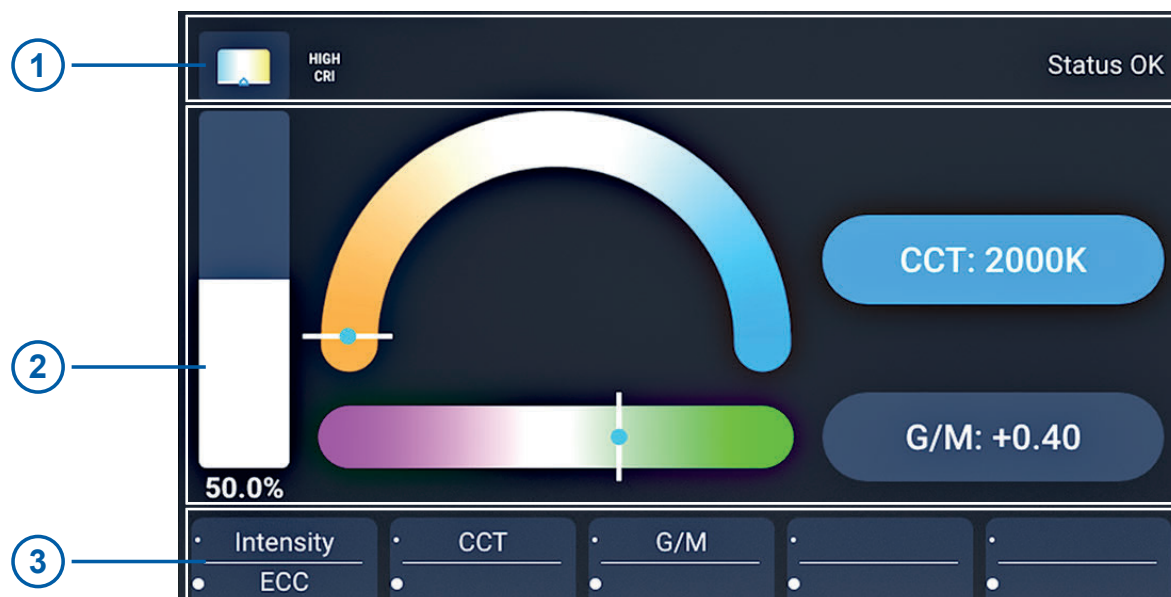 1
HIGH
CRI
Status OK
CCT: 2000K
2
G/M: +0.40
50.0%
3
Intensity
CCT
G/M
ECC